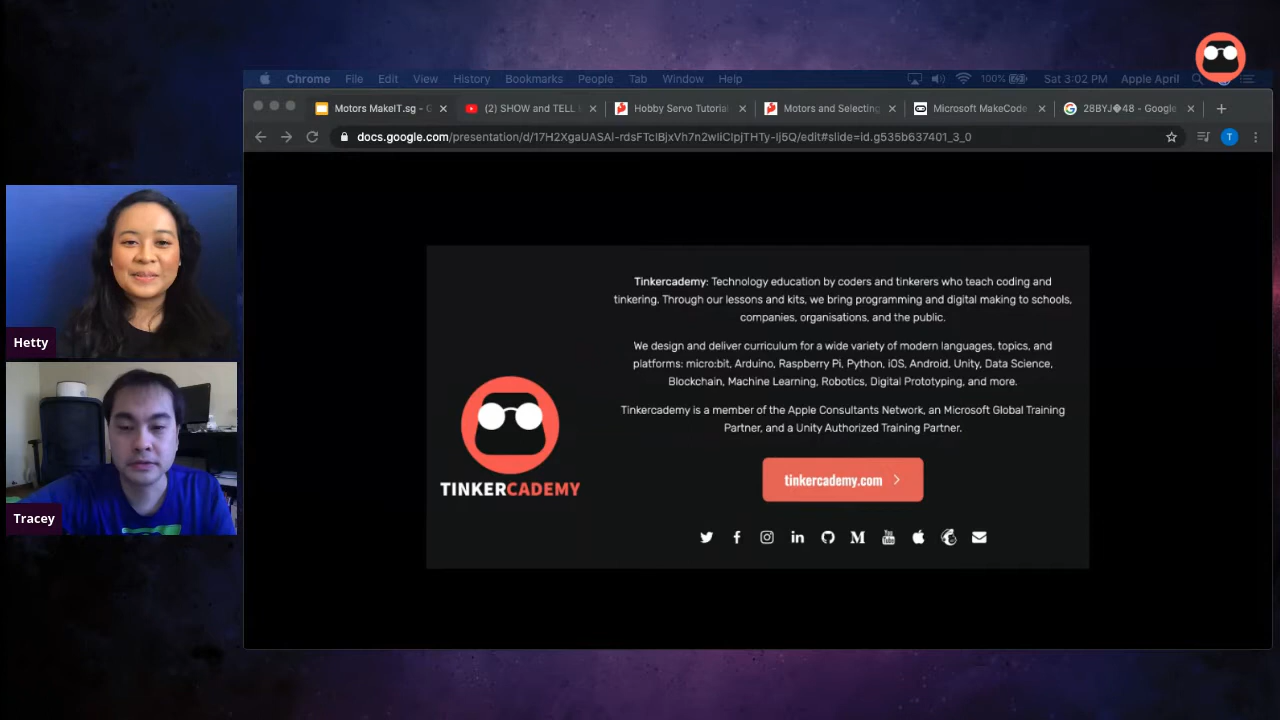 Chrome File Edit View History Bookmarks People Tab Window Help 100% Sat 3:02 PM Apple April
Motors MakeIT.sg - G
(2) SHOW and TELL
Hobby Servo Tutorial
Motors and Selecting
Microsoft MakeCode
28BYJ�48 - Google
docs.google.com/presentation/d/17H2XgaUASAI-rdsFTclBjxVh7n2wIiCIpjTHTy-Ij5Q/edit#slide=id.g535b637401_3_0
T
Hetty
Tracey
TINKERCADEMY
Tinkercademy: Technology education by coders and tinkerers who teach coding and
tinkering. Through our lessons and kits, we bring programming and digital making to schools,
companies, organisations, and the public.
We design and deliver curriculum for a wide variety of modern languages, topics, and
platforms: micro:bit, Arduino, Raspberry Pi, Python, iOS, Android, Unity, Data Science,
Blockchain, Machine Learning, Robotics, Digital Prototyping, and more.
Tinkercademy is a member of the Apple Consultants Network, an Microsoft Global Training
Partner, and a Unity Authorized Training Partner.
tinkercademy.com